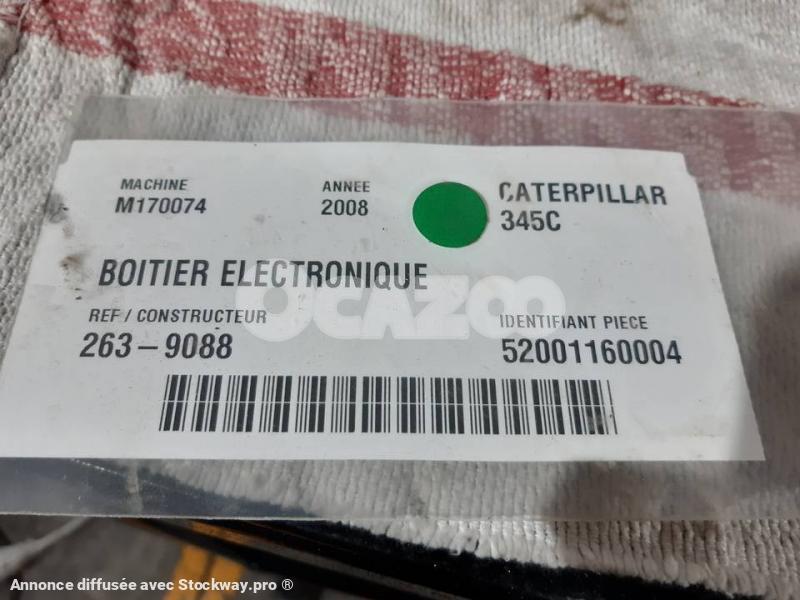 MACHINE
M170074
ANNEE
2008
CATERPILLAR
345C
BOITIER ELECTRONIQUE
OCAZOO
REF / CONSTRUCTEUR
263-9088
IDENTIFIANT PIECE
52001160004
Annonce diffusée avec Stockway.pro ®